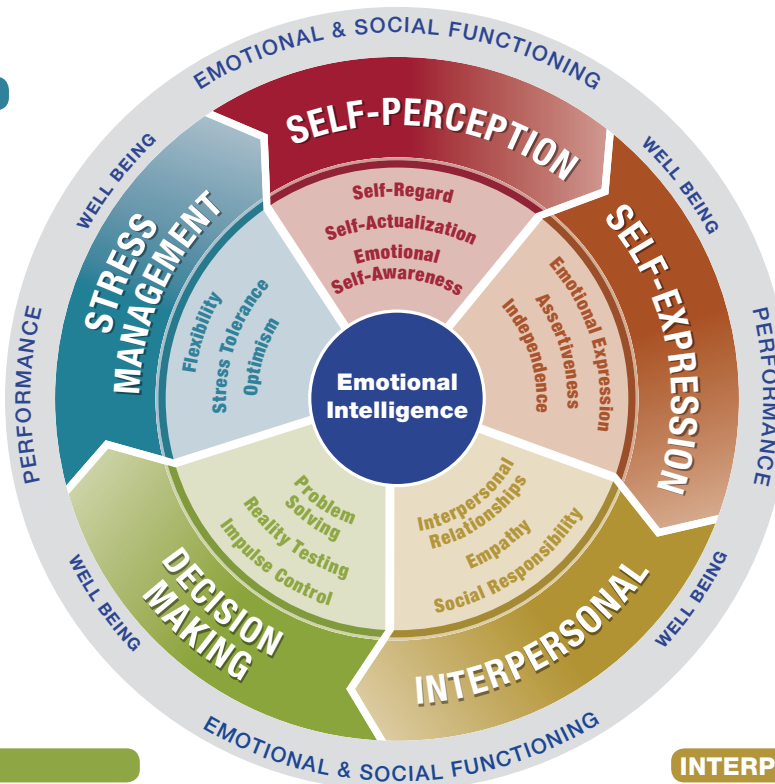 EMOTIONAL & SOCIAL FUNCTIONING
WELL BEING
WELL BEING
PERFORMANCE
PERFORMANCE
WELL BEING
WELL BEING
EMOTIONAL & SOCIAL FUNCTIONING
SELF-PERCEPTION
Self-Regard
Self-Actualization
Emotional
Self-Awareness
SELF-EXPRESSION
Emotional Expression
Assertiveness
Independence
INTERPERSONAL
Interpersonal
Relationships
Empathy
Social Responsibility
DECISION
MAKING
Problem
Solving
Reality Testing
Impulse Control
STRESS
MANAGEMENT
Flexibility
Stress Tolerance
Optimism
Emotional
Intelligence
INTERP